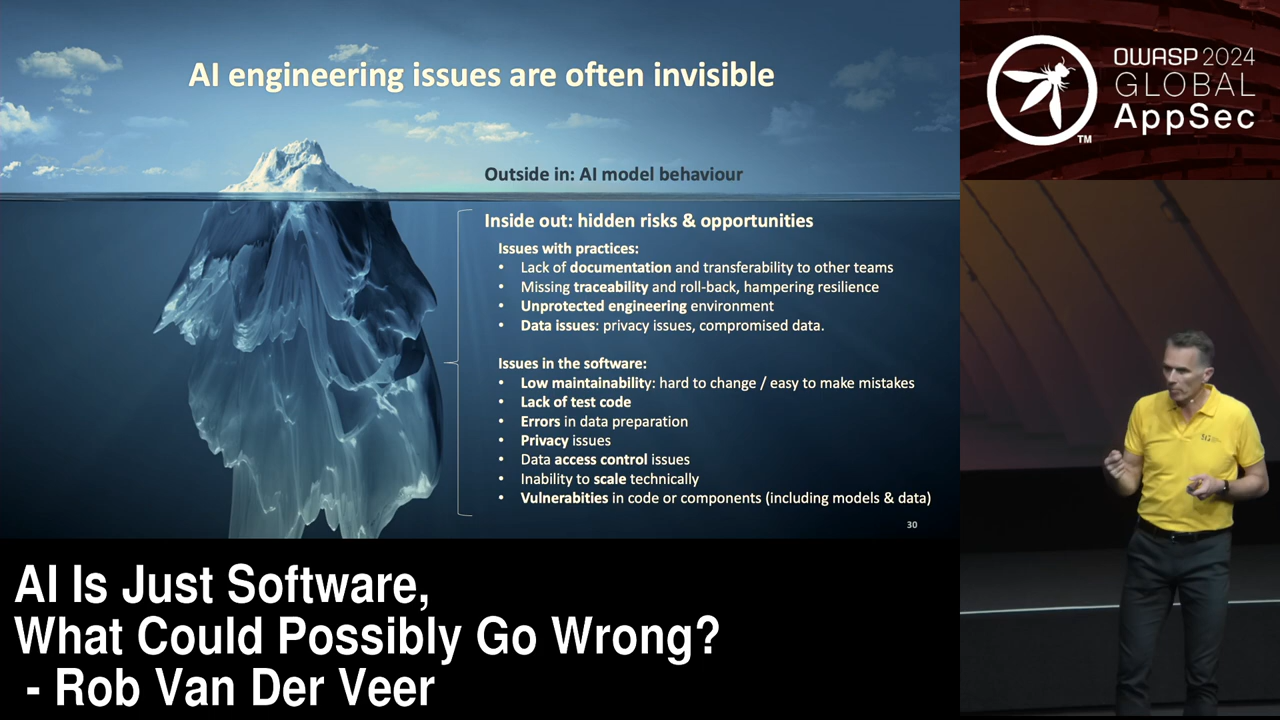 AI engineering issues are often invisible
Outside in: AI model behaviour
Inside out: hidden risks & opportunities
Issues with practices:
• Lack of documentation and transferability to other teams
• Missing traceability and roll-back, hampering resilience
• Unprotected engineering environment
• Data issues: privacy issues, compromised data.
Issues in the software:
• Low maintainability: hard to change / easy to make mistakes
• Lack of test code
• Errors in data preparation
• Privacy issues
• Data access control issues
• Inability to scale technically
• Vulnerabities in code or components (including models & data)
30
OWASP 2024
GLOBAL
AppSec
TM
AI Is Just Software,
What Could Possibly Go Wrong?
- Rob Van Der Veer